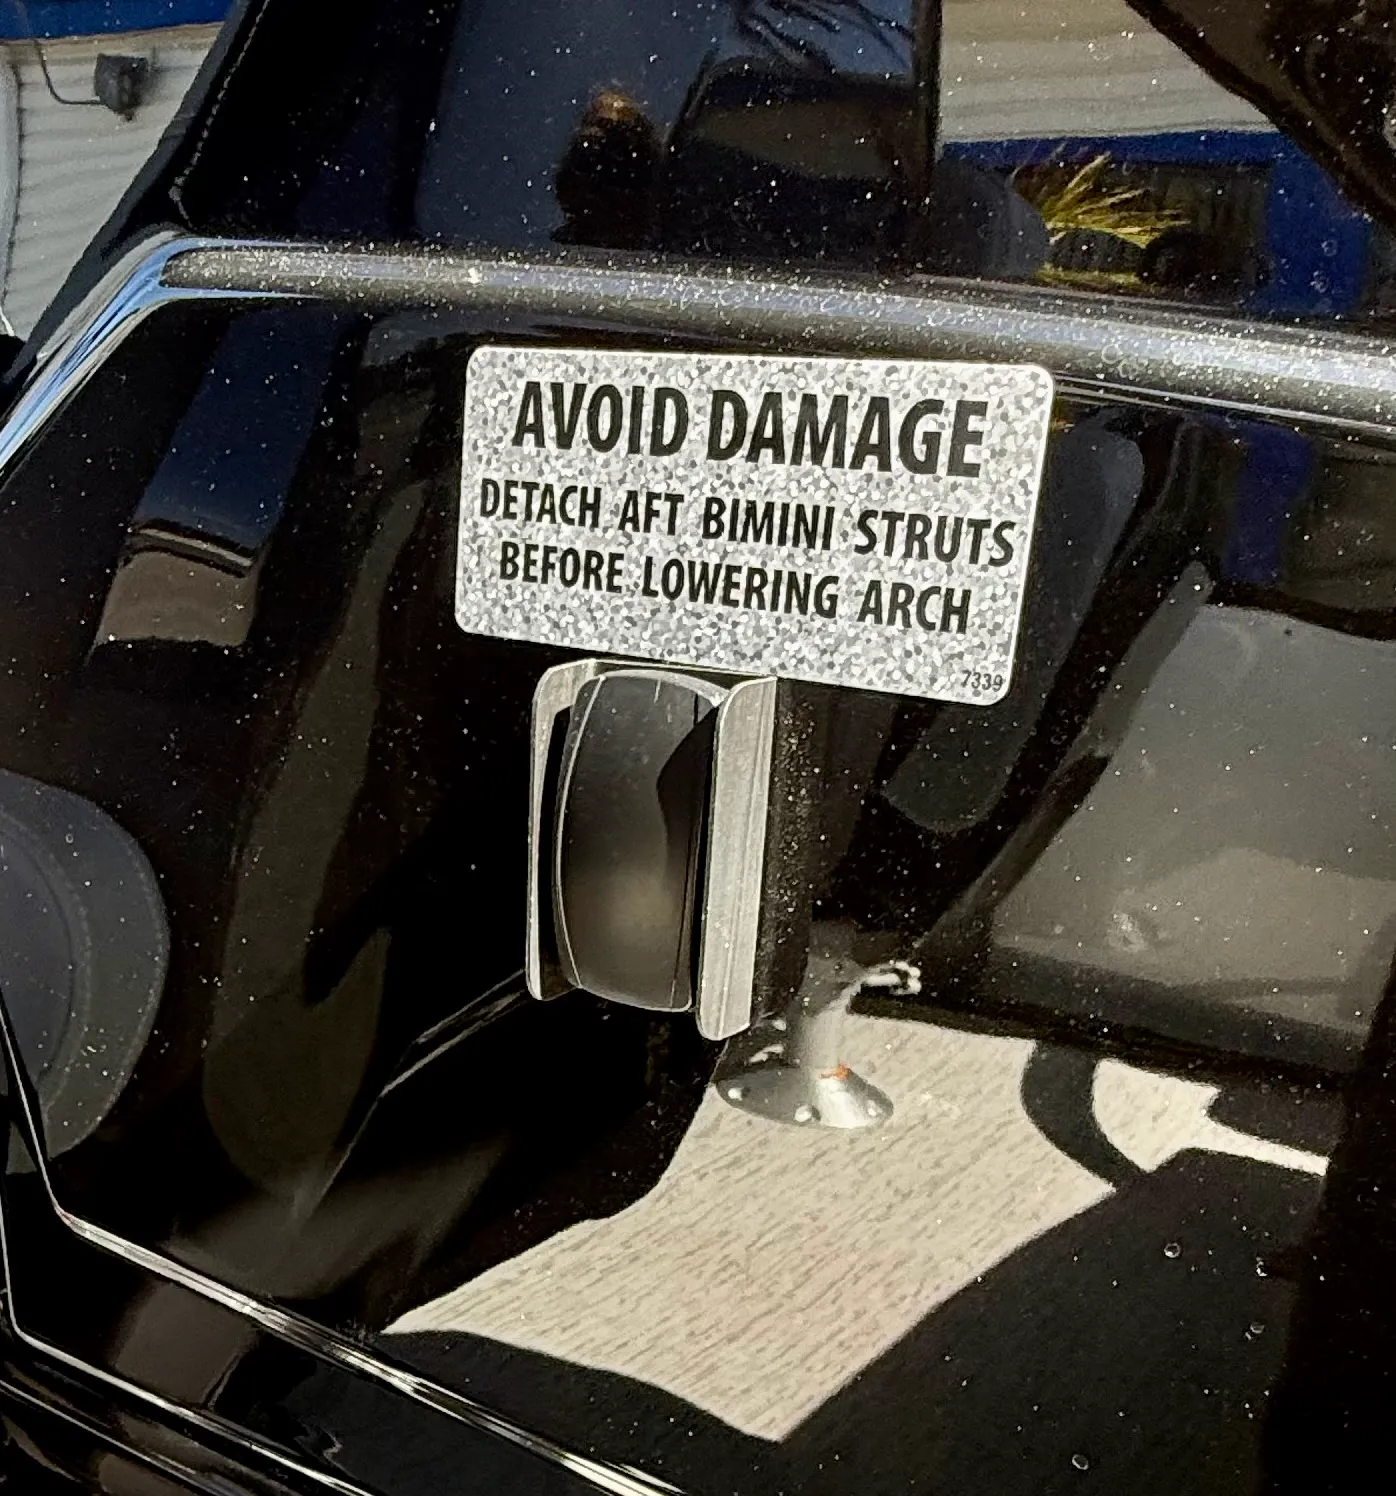 AVOID DAMAGE
DETACH AFT BIMINI STRUTS
BEFORE LOWERING ARCH
7339